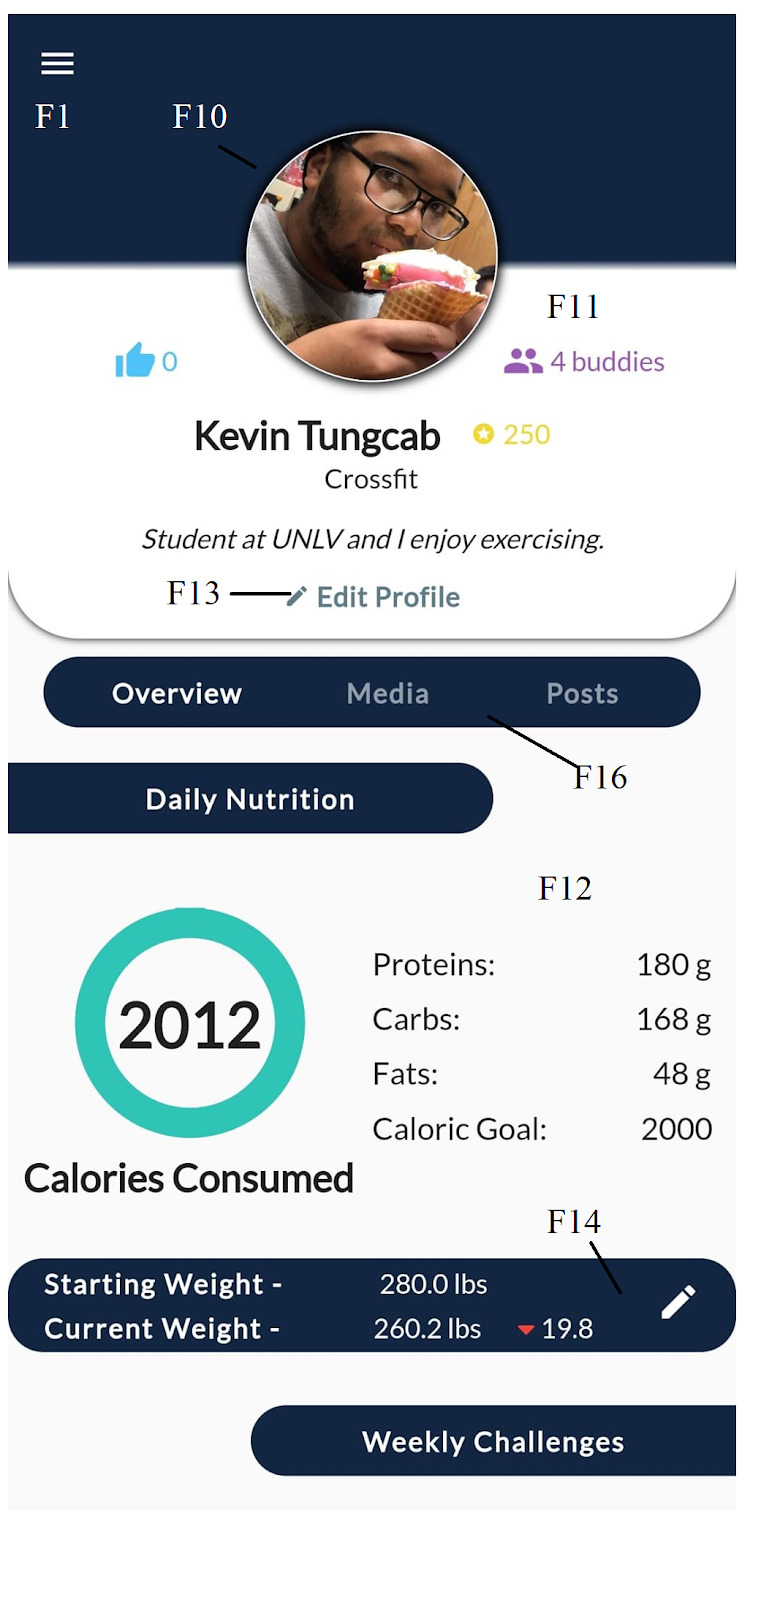 F1
F10
F11
0
4 buddies
Kevin Tungcab
250
Crossfit
Student at UNLV and I enjoy exercising.
F13
Edit Profile
Overview
Media
Posts
F16
Daily Nutrition
F12
2012
Calories Consumed
Proteins: 180 g
Carbs: 168 g
Fats: 48 g
Caloric Goal: 2000
F14
Starting Weight - 280.0 lbs
Current Weight - 260.2 lbs 19.8
Weekly Challenges